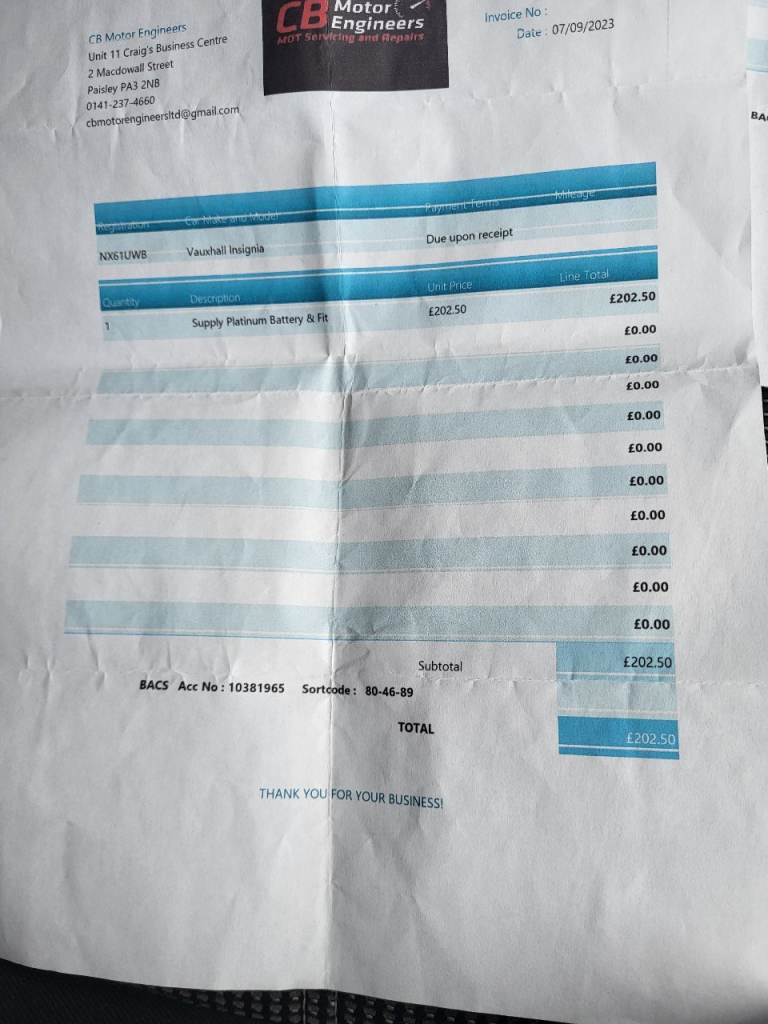 CB Motor Engineers
Unit 11 Craig's Business Centre
2 Macdowall Street
Paisley PA3 2NB
0141-237-4660
cbmotorengineersltd@gmail.com
CB Motor Engineers
MOT Servicing and Repairs
Invoice No :
Date : 07/09/2023
BA
Registration Car Make and Model Payment Terms Mileage
NX61UWB Vauxhall Insignia Due upon receipt
Quantity Description Unit Price Line Total
1 Supply Platinum Battery & Fit £202.50 £202.50
£0.00
£0.00
£0.00
£0.00
£0.00
£0.00
£0.00
£0.00
£0.00
£0.00
Subtotal £202.50
BACS Acc No : 10381965 Sortcode : 80-46-89
TOTAL £202.50
THANK YOU FOR YOUR BUSINESS!